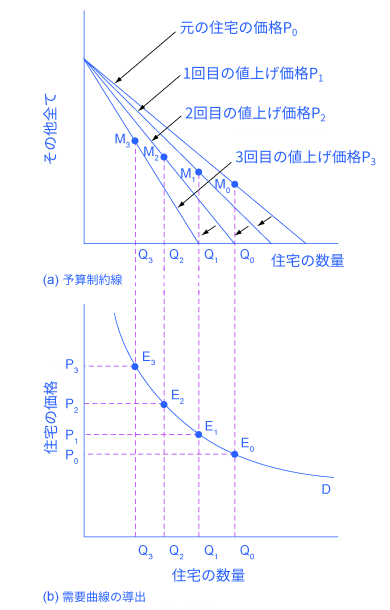 元の住宅の価格P0
1回目の値上げ価格P1
2回目の値上げ価格P2
3回目の値上げ価格P3
その他全て
M3
M2
M1
M0
Q3 Q2 Q1 Q0
住宅の数量
(a) 予算制約線
住宅の価格
P3
P2
P1
P0
E3
E2
E1
E0
D
Q3 Q2 Q1 Q0
住宅の数量
(b) 需要曲線の導出